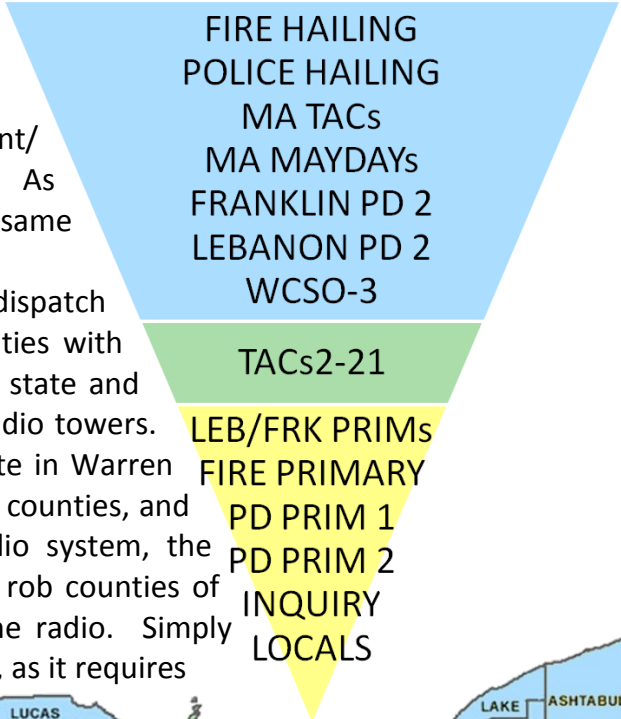 FIRE HAILING
POLICE HAILING
MA TACs
MA MAYDAYs
FRANKLIN PD 2
LEBANON PD 2
WCSO-3
TACs2-21
LEB/FRK PRIMs
FIRE PRIMARY
PD PRIM 1
PD PRIM 2
INQUIRY
LOCALS
nt/
As
same
dispatch
ties with
state and
dio towers.
te in Warren
counties, and
dio system, the
rob counties of
ne radio. Simply
, as it requires
LUCAS
LAKE
ASHTABUL